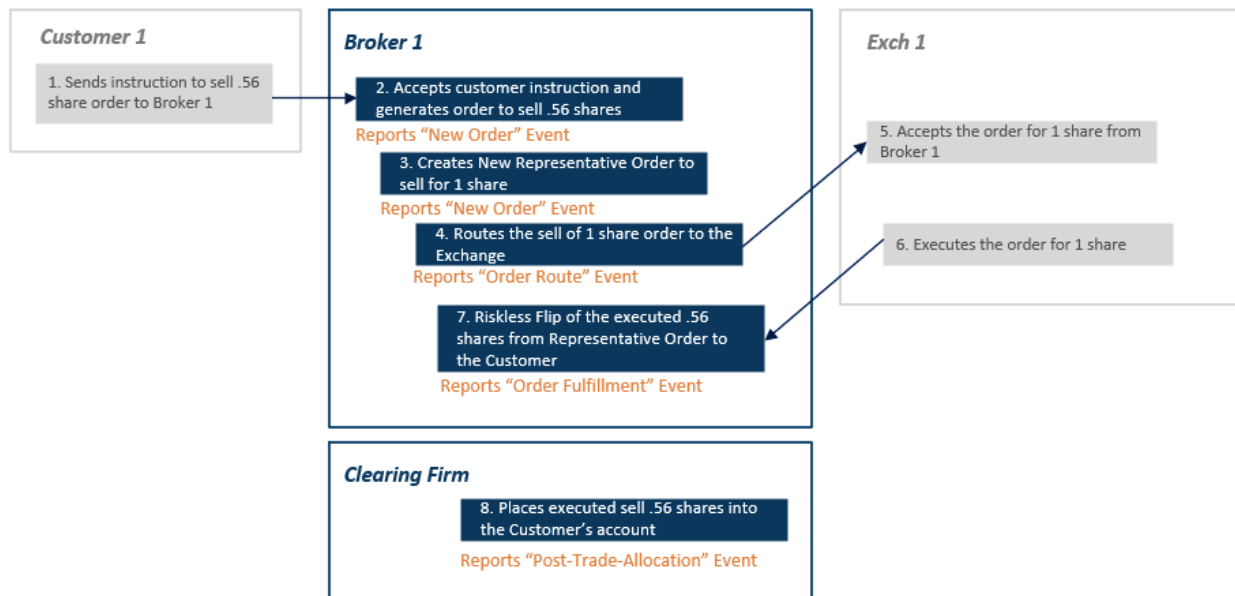 Customer 1
1. Sends instruction to sell .56
share order to Broker 1
Broker 1
2. Accepts customer instruction and
generates order to sell .56 shares
Reports “New Order” Event
3. Creates New Representative Order to
sell for 1 share
Reports “New Order” Event
4. Routes the sell of 1 share order to the
Exchange
Reports “Order Route” Event
Exch 1
5. Accepts the order for 1 share from
Broker 1
6. Executes the order for 1 share
7. Riskless Flip of the executed .56
shares from Representative Order to
the Customer
Reports “Order Fulfillment” Event
Clearing Firm
8. Places executed sell .56 shares into
the Customer’s account
Reports “Post-Trade-Allocation” Event